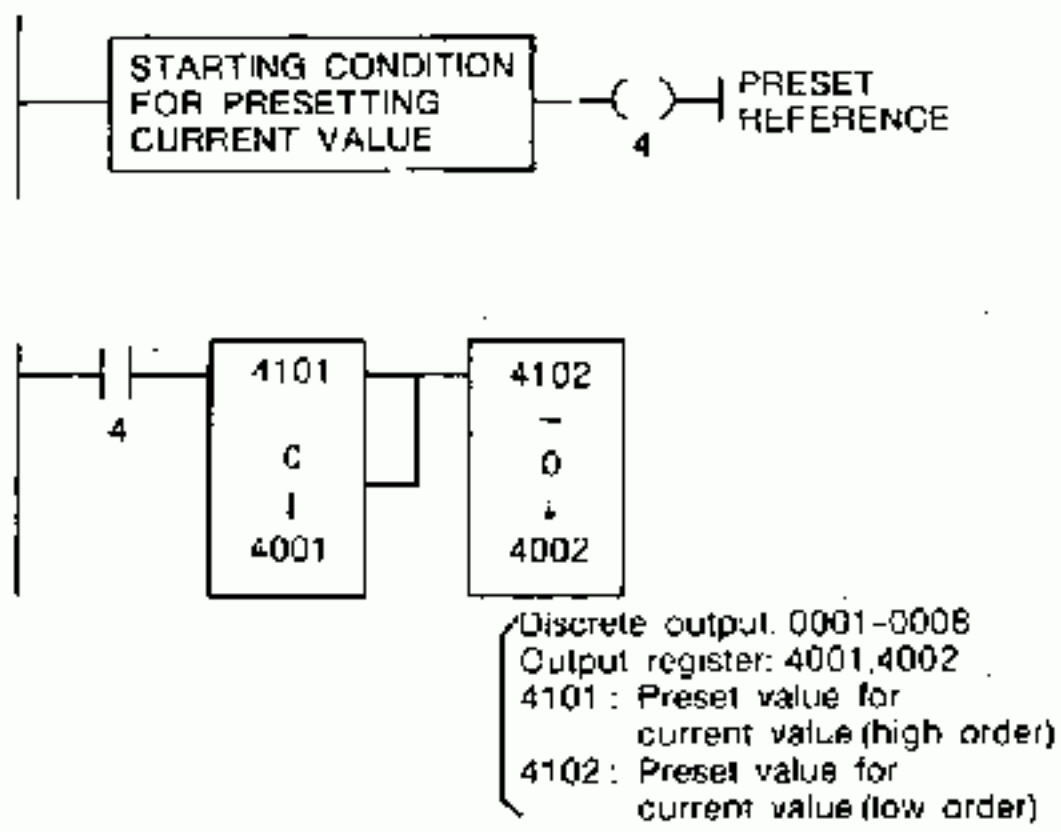 STARTING CONDITION
FOR PRESETTING
CURRENT VALUE
PRESET
REFERENCE
4
4
4101
C
4001
4102
-
0
4002
Discrete output: 0001-0008
Output register: 4001,4002
4101: Preset value for
current value (high order)
4102: Preset value for
current value (low order)